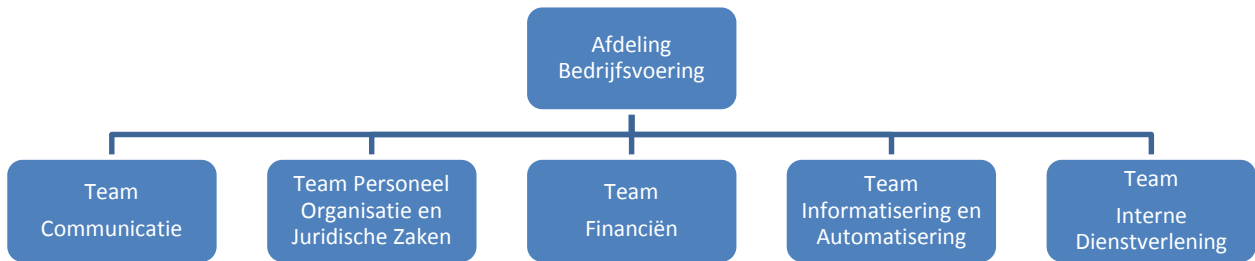 Afdeling
Bedrijfsvoering
Team
Communicatie
Team Personeel
Organisatie en
Juridische Zaken
Team
Financiën
Team
Informatisering en
Automatisering
Team
Interne
Dienstverlening